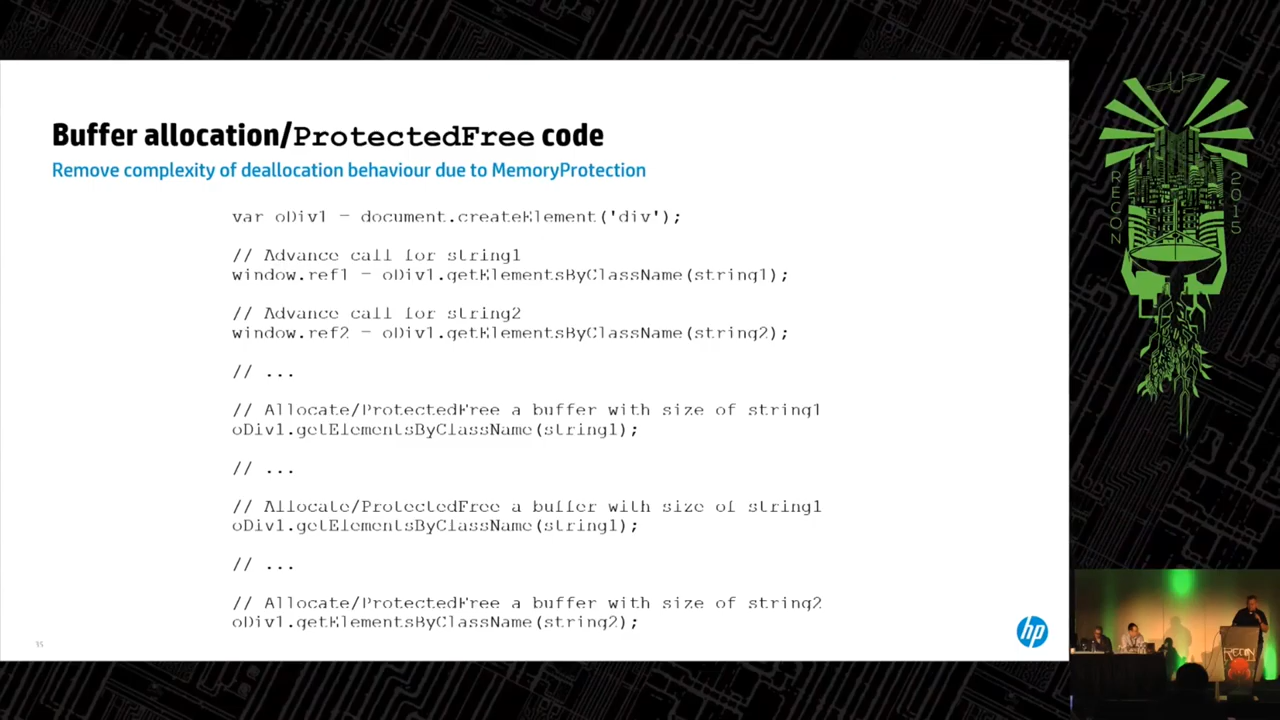 Buffer allocation/ProtectedFree code
Remove complexity of deallocation behaviour due to MemoryProtection
var oDiv1 = document.createElement('div');
// Advance call for string1
window.ref1 = oDiv1.getElementsByClassName(string1);
// Advance call for string2
window.ref2 = oDiv1.getElementsByClassName(string2);
// ...
// Allocate/ProtectedFree a buffer with size of string1
oDiv1.getElementsByClassName(string1);
// ...
// Allocate/ProtectedFree a buffer with size of string1
oDiv1.getElementsByClassName(string1);
// ...
// Allocate/ProtectedFree a buffer with size of string2
oDiv1.getElementsByClassName(string2);
hp
RECON
2015
RECON